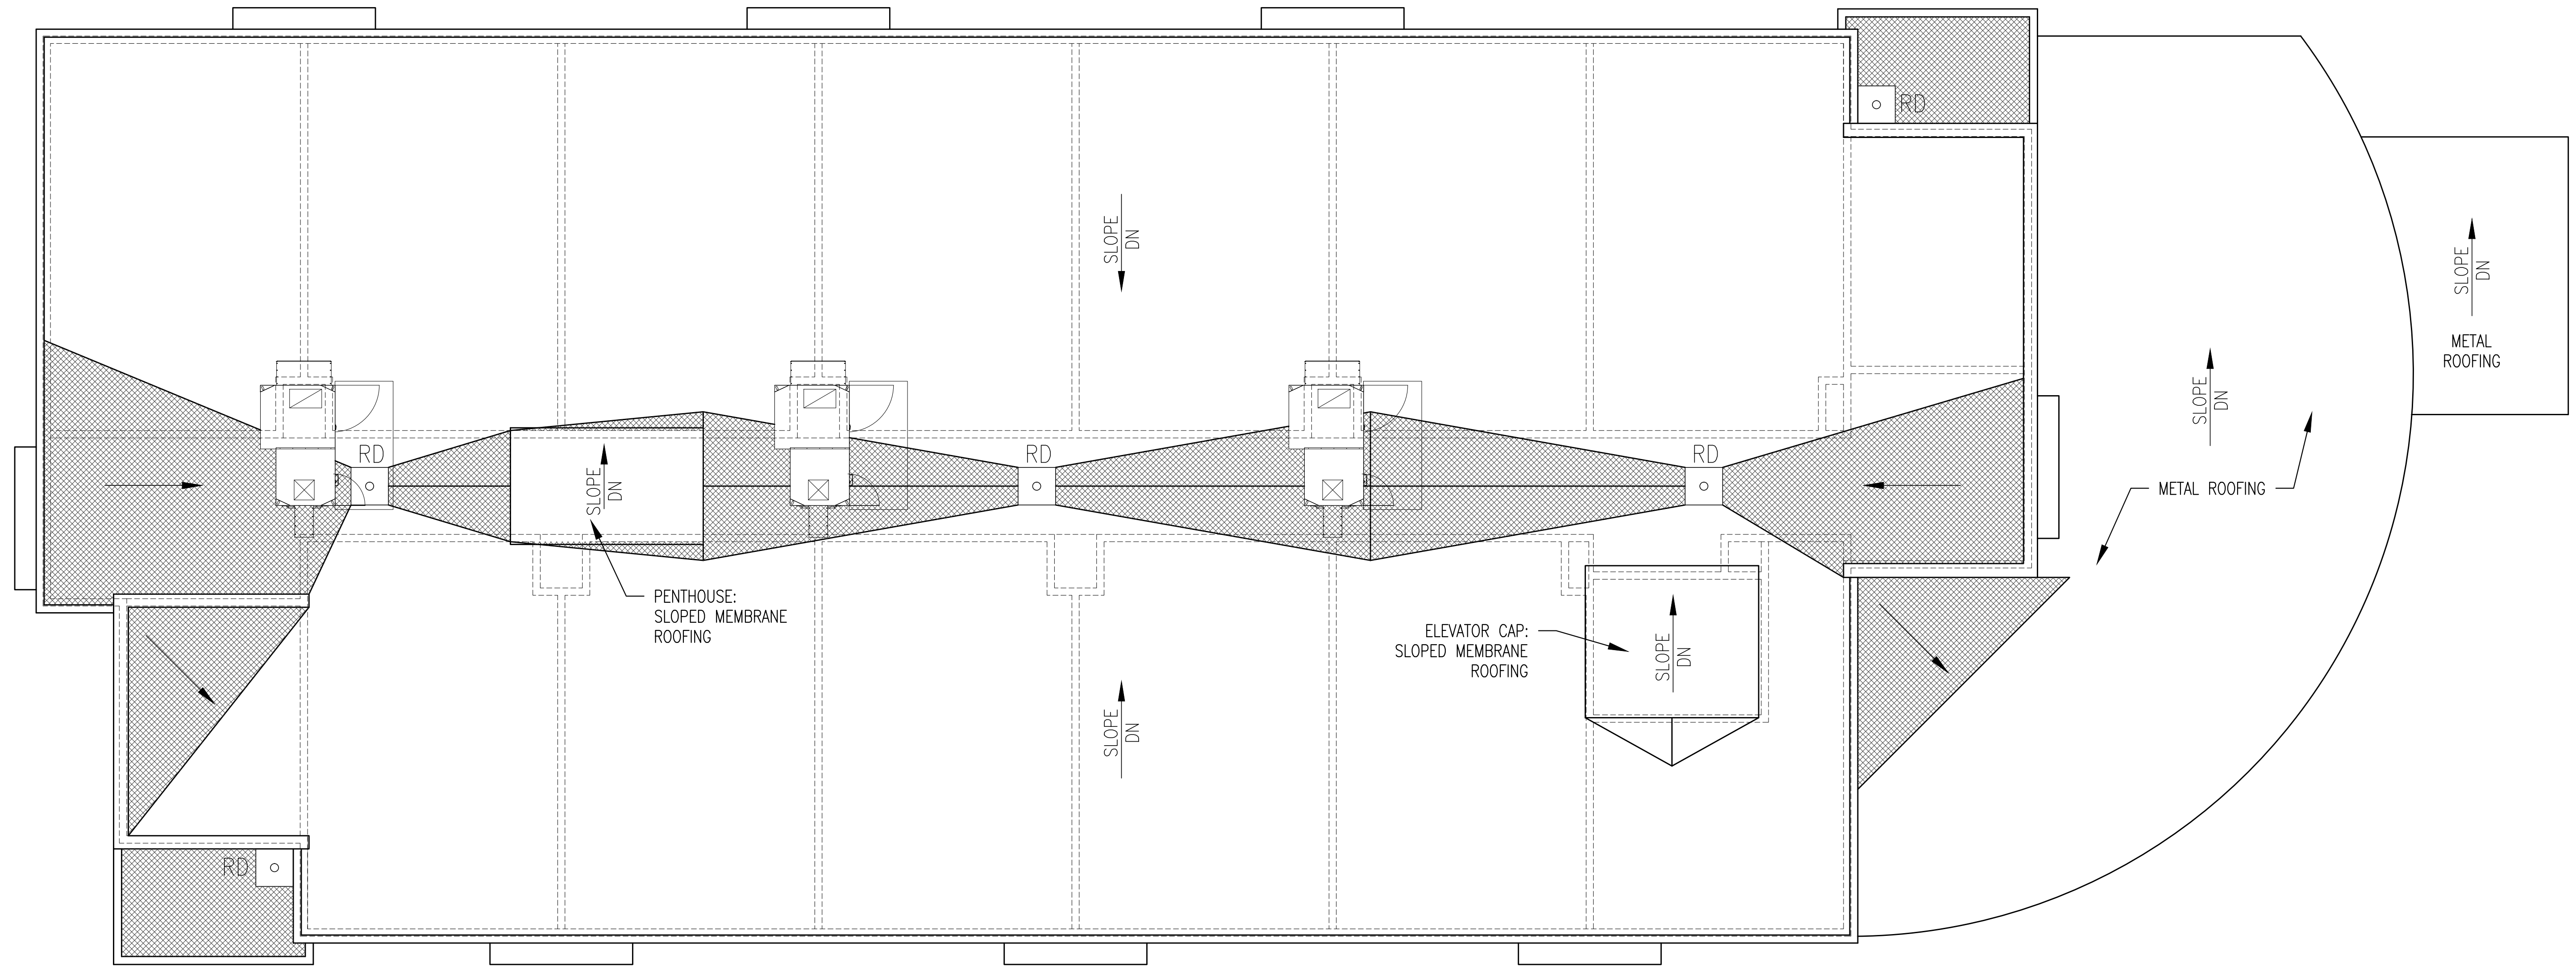 RD
SLOPE
DN
SLOPE
DN
METAL
ROOFING
SLOPE
DN
RD
RD
RD
SLOPE
DN
METAL ROOFING
PENTHOUSE:
SLOPED MEMBRANE
ROOFING
ELEVATOR CAP:
SLOPED MEMBRANE
ROOFING
SLOPE
DN
SLOPE
DN
RD